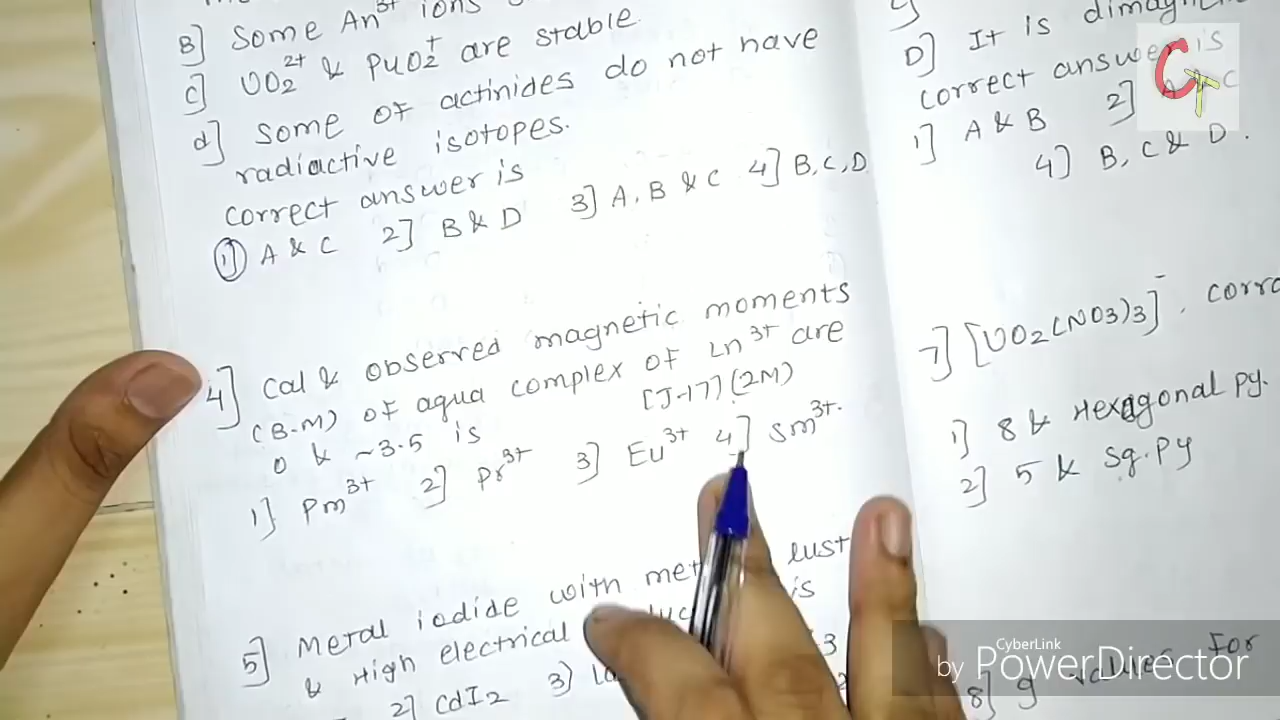 B] Some An3+ ions
C] UO2 2+ & PuO2+ are stable.
d] Some of actinides do not have
radiactive isotopes.
correct answer is
1] A & C 2] B & D 3] A, B & C 4] B, C, D
4] Cal & observed magnetic moments
(B.M) of aqua complex of Ln3+ are
0 & ~3.5 is [J-17] (2M)
1] Pm3+ 2] Pr3+ 3] Eu3+ 4] Sm3+.
5] Metal iodide with met lust
& High electrical is
2] CdI2 3)
D] It is
correct answer is
1] A & B 2] A & C
4] B, C & D.
7] [UO2(NO3)3]-,
1] 8 & Hexagonal Py.
2] 5 & Sq. Py
8] g values For
CT
CyberLink
by PowerDirector